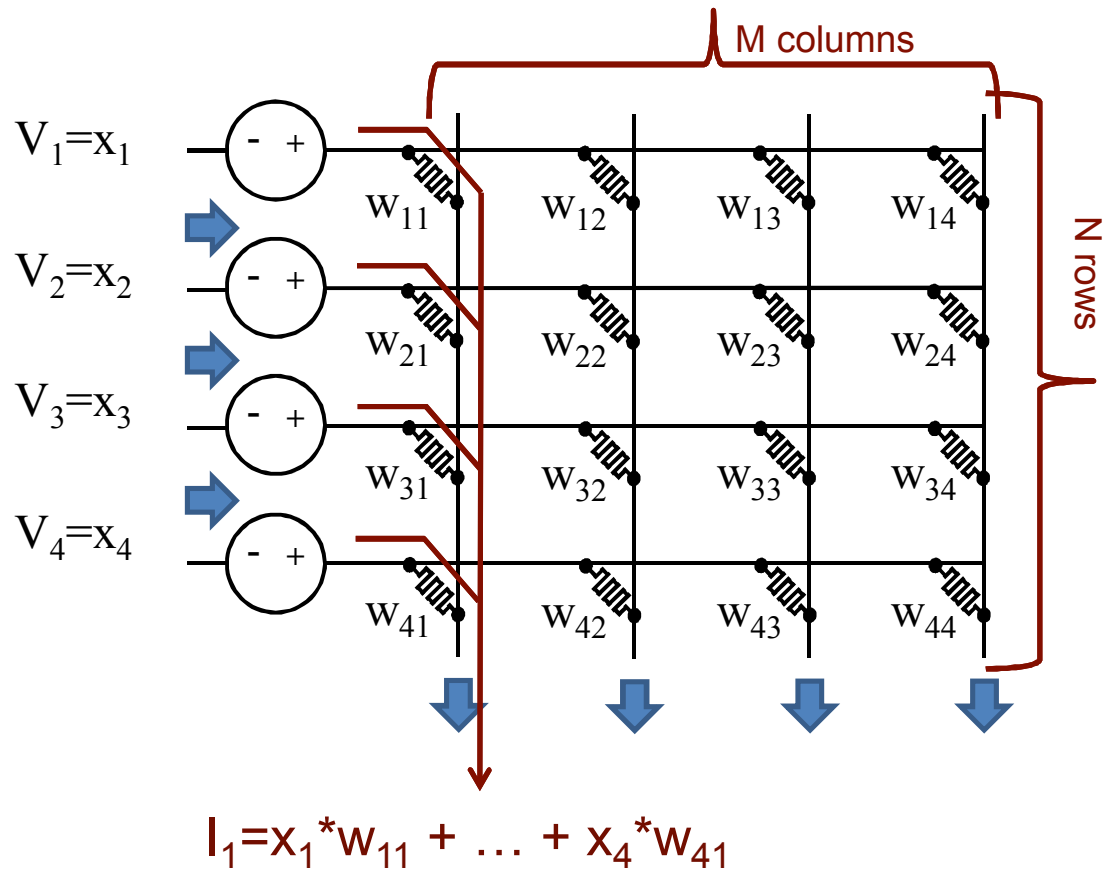 M columns
V₁=x₁
- +
w₁₁ w₁₂ w₁₃ w₁₄
N rows
V₂=x₂
- +
w₂₁ w₂₂ w₂₃ w₂₄
V₃=x₃
- +
w₃₁ w₃₂ w₃₃ w₃₄
V₄=x₄
- +
w₄₁ w₄₂ w₄₃ w₄₄
I₁=x₁*w₁₁ + … + x₄*w₄₁